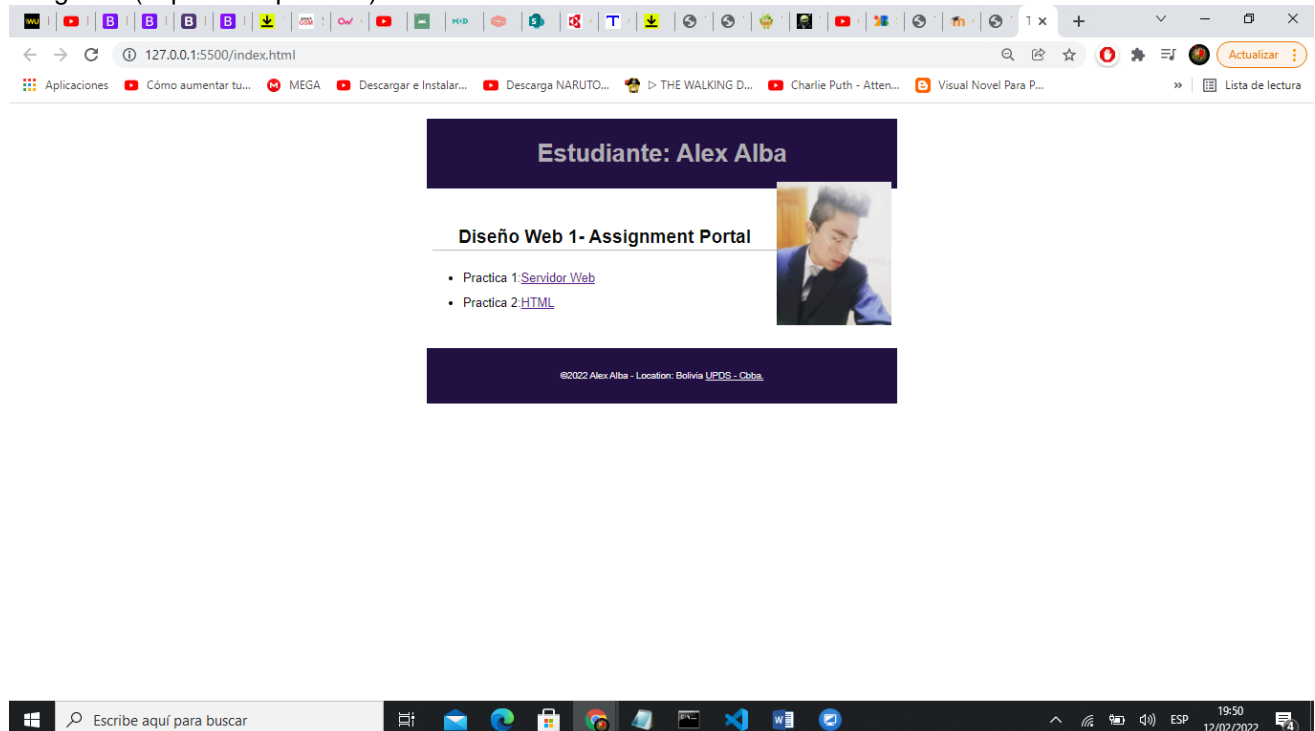 127.0.0.1:5500/index.html
Actualizar
Aplicaciones
Cómo aumentar tu...
MEGA
Descargar e Instalar...
Descarga NARUTO...
▷ THE WALKING D...
Charlie Puth - Atten...
Visual Novel Para P...
»
Lista de lectura
Estudiante: Alex Alba
Diseño Web 1- Assignment Portal
• Practica 1:Servidor Web
• Practica 2:HTML
©2022 Alex Alba - Location: Bolivia UPDS - Cbba.
Escribe aquí para buscar
ESP
19:50
12/02/2022